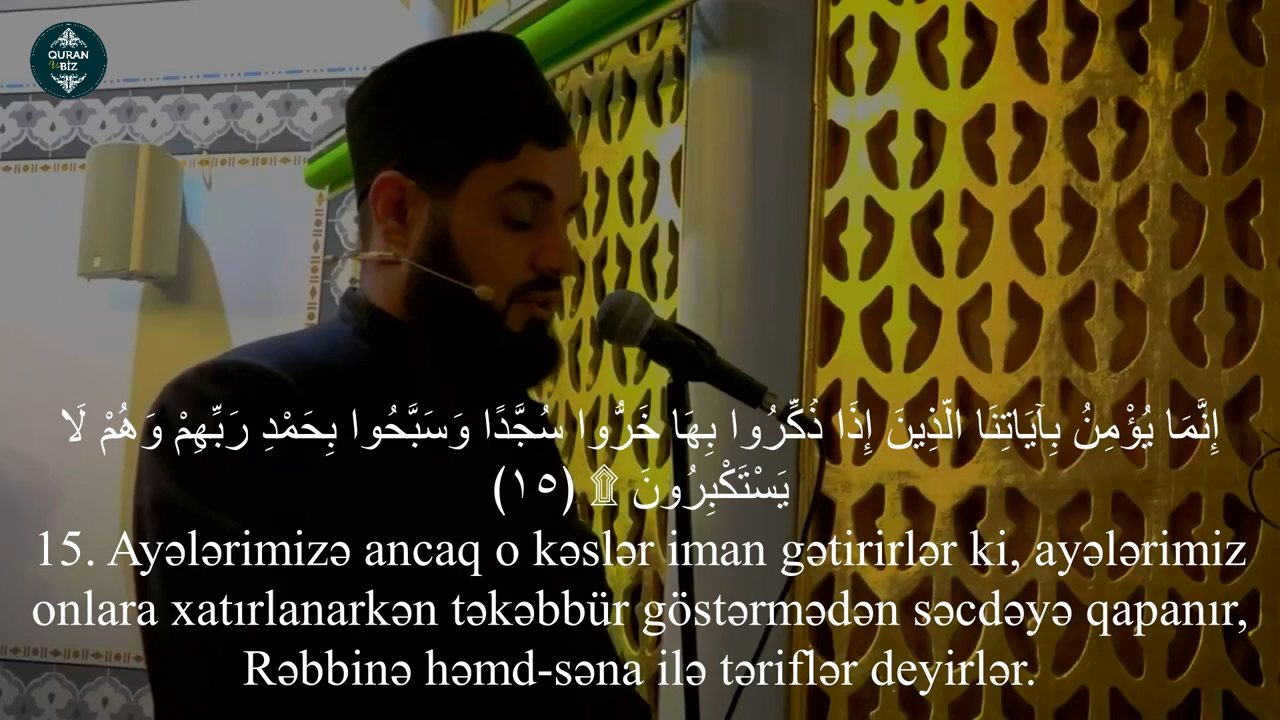 QURAN
Və
BİZ
إِنَّمَا يُؤْمِنُ بِآيَاتِنَا الَّذِينَ إِذَا ذُكِّرُوا بِهَا خَرُّوا سُجَّدًا وَسَبَّحُوا بِحَمْدِ رَبِّهِمْ وَهُمْ لَا
يَسْتَكْبِرُونَ ۩ (١٥)
15. Ayələrimizə ancaq o kəslər iman gətirirlər ki, ayələrimiz
onlara xatırlanarkən təkəbbür göstərmədən səcdəyə qapanır,
Rəbbinə həmd-səna ilə təriflər deyirlər.